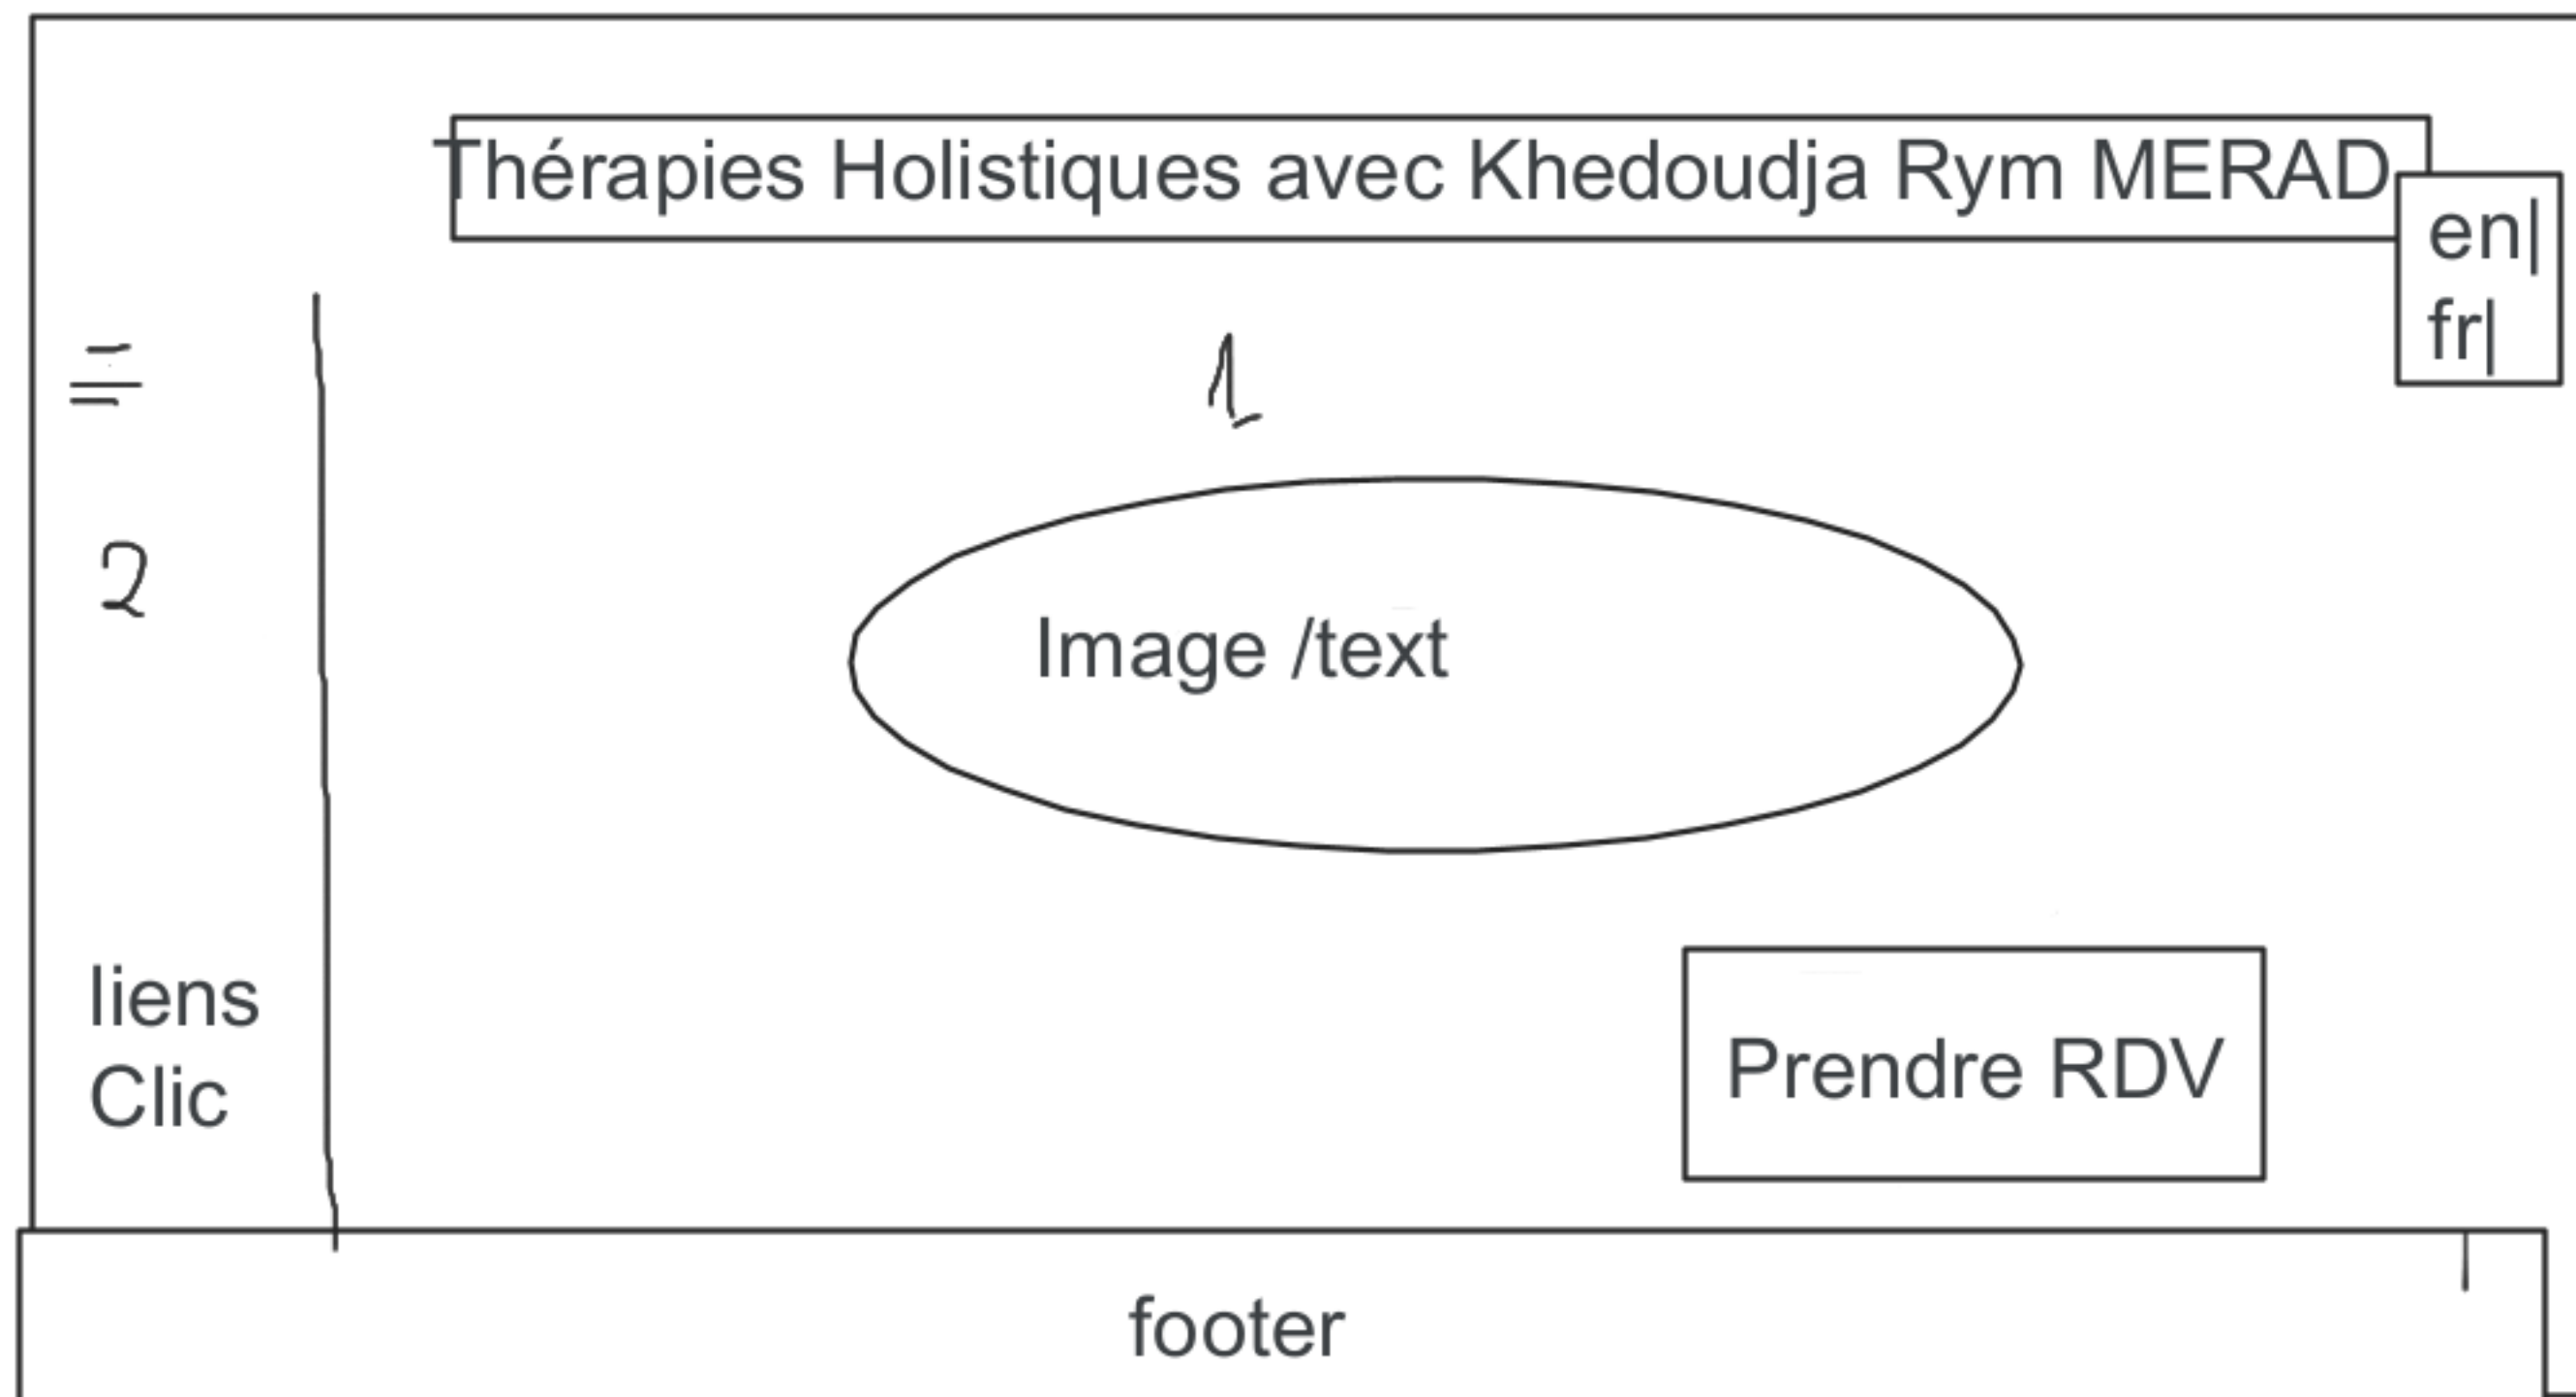 Thérapies Holistiques avec Khedoudja Rym MERAD
en|
fr|
1
2
Image /text
liens
Clic
Prendre RDV
footer